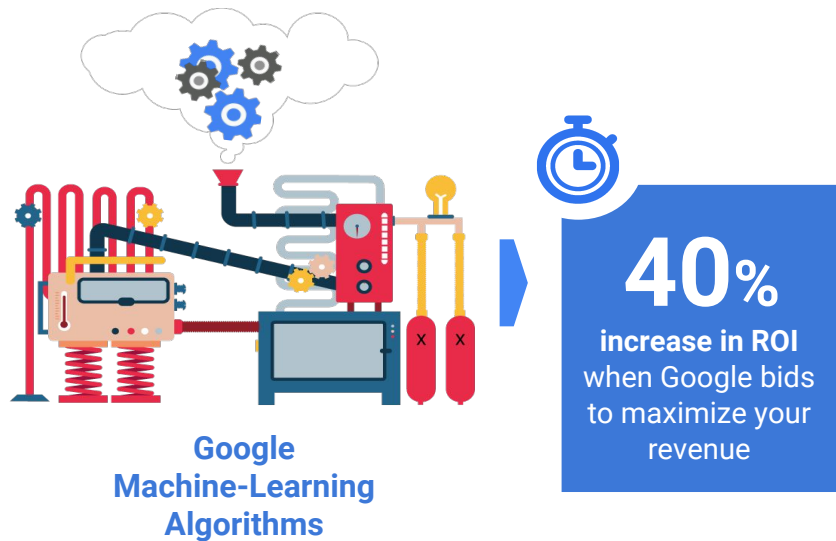 Google
Machine-Learning
Algorithms
X X
40%
increase in ROI
when Google bids
to maximize your
revenue